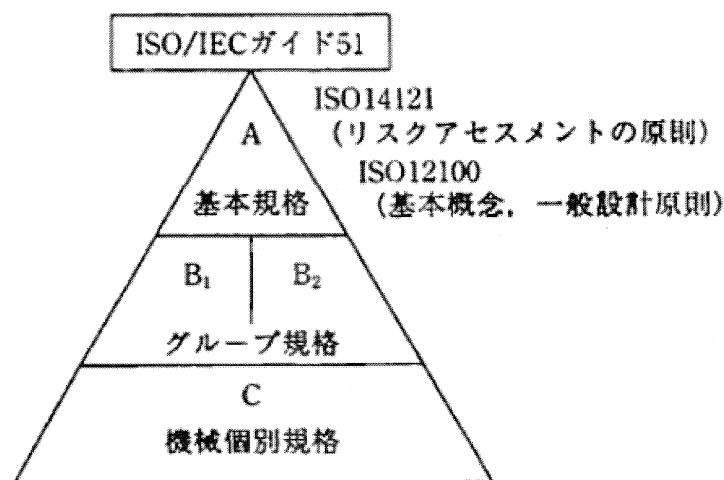 ISO/IECガイド51
ISO14121
(リスクアセスメントの原則)
ISO12100
(基本概念,一般設計原則)
A
基本規格
B₁ B₂
グループ規格
C
機械個別規格